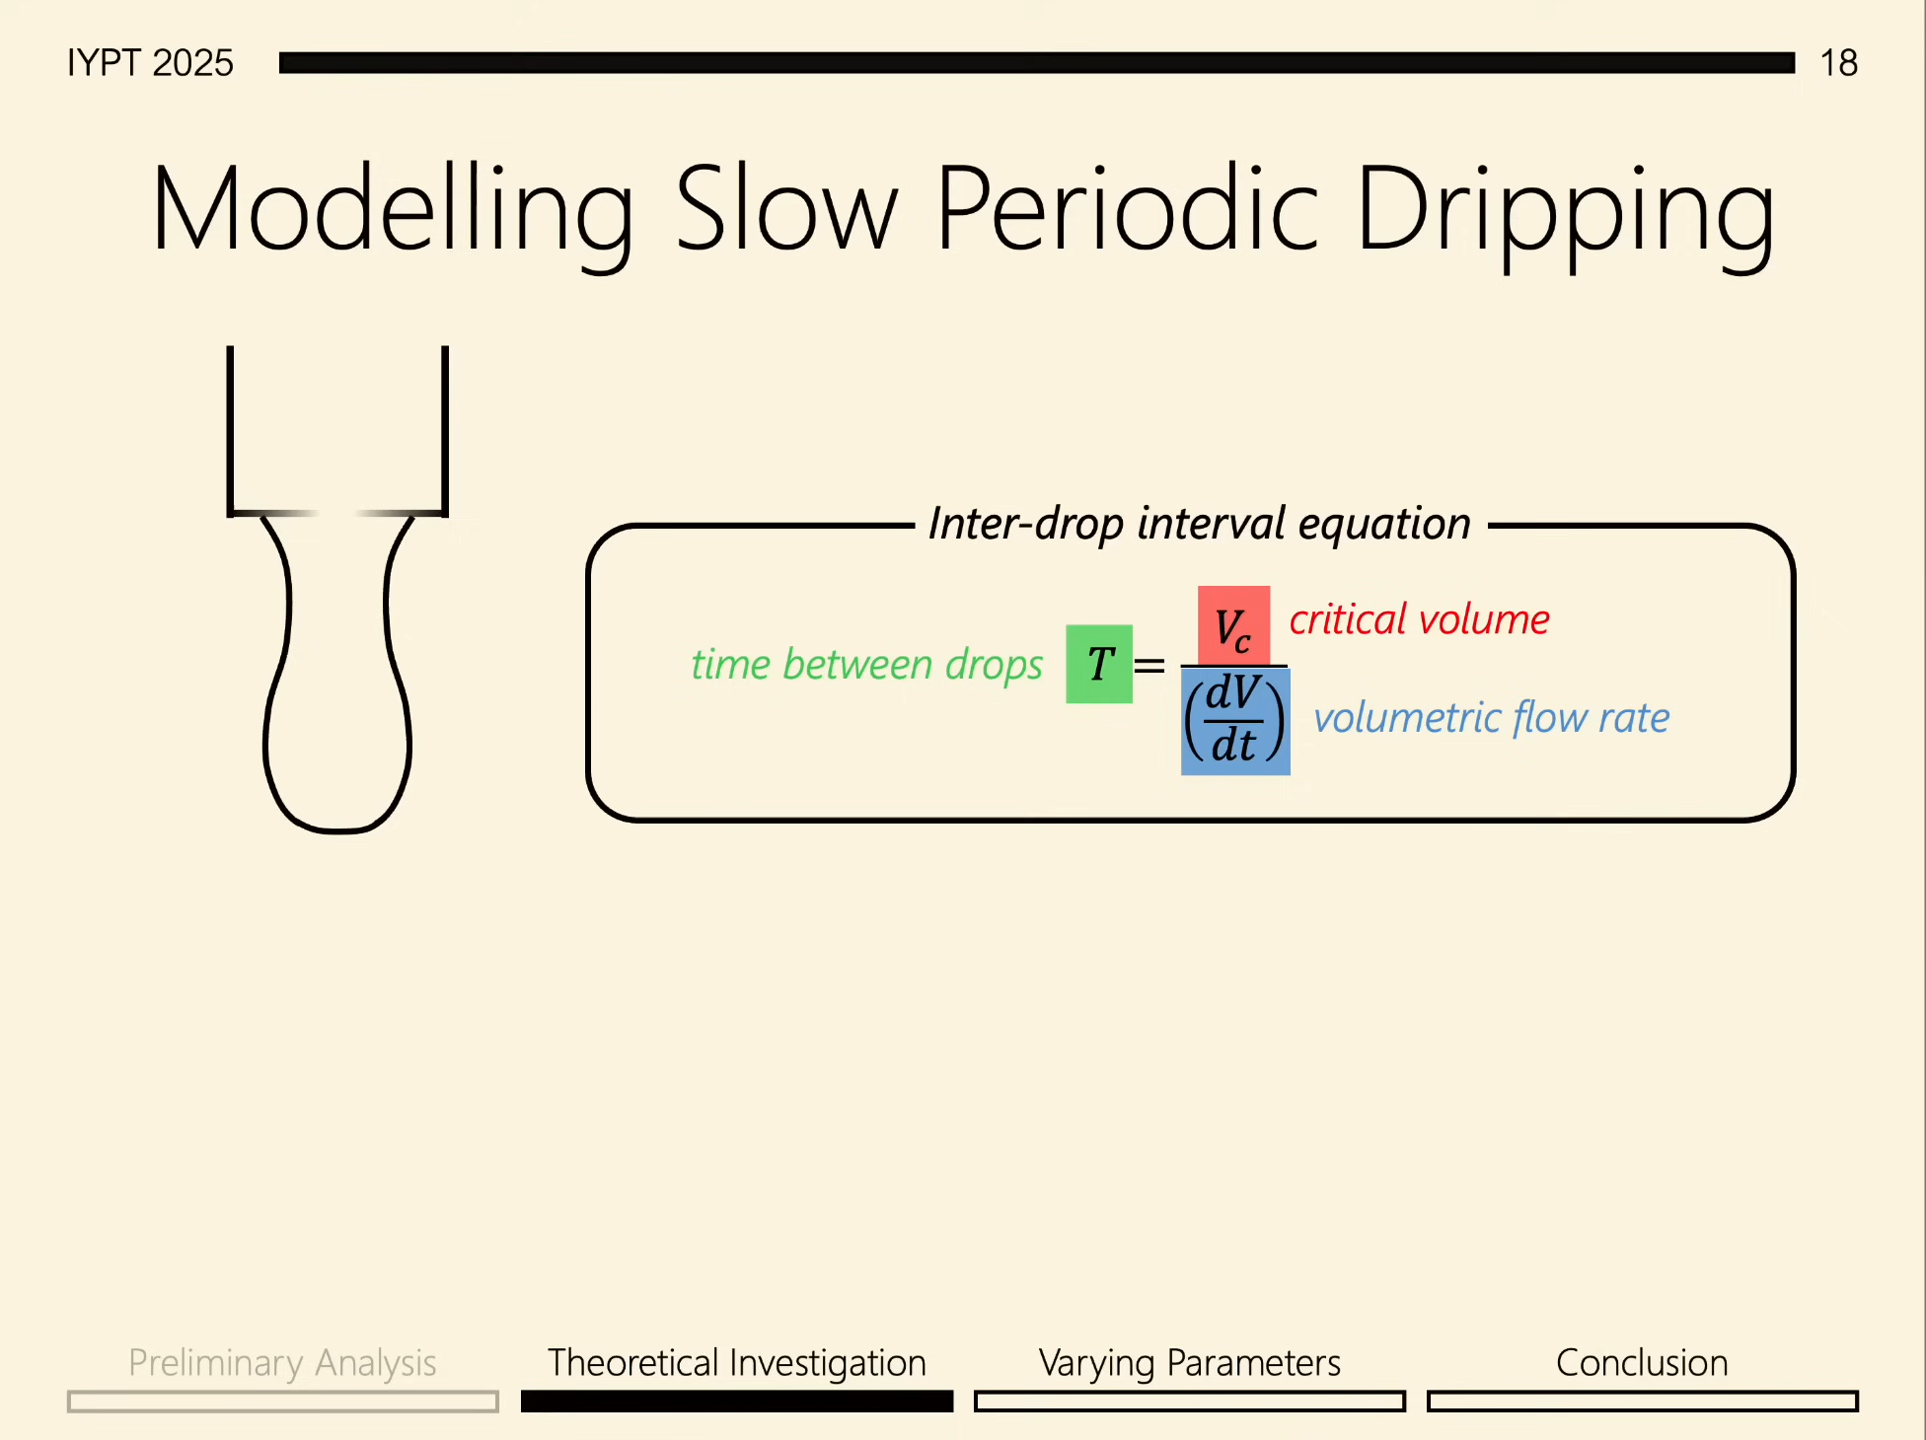 IYPT 2025
18
Modelling Slow Periodic Dripping
Inter-drop interval equation
time between drops T = V_c / (dV/dt)
critical volume
volumetric flow rate
Preliminary Analysis
Theoretical Investigation
Varying Parameters
Conclusion